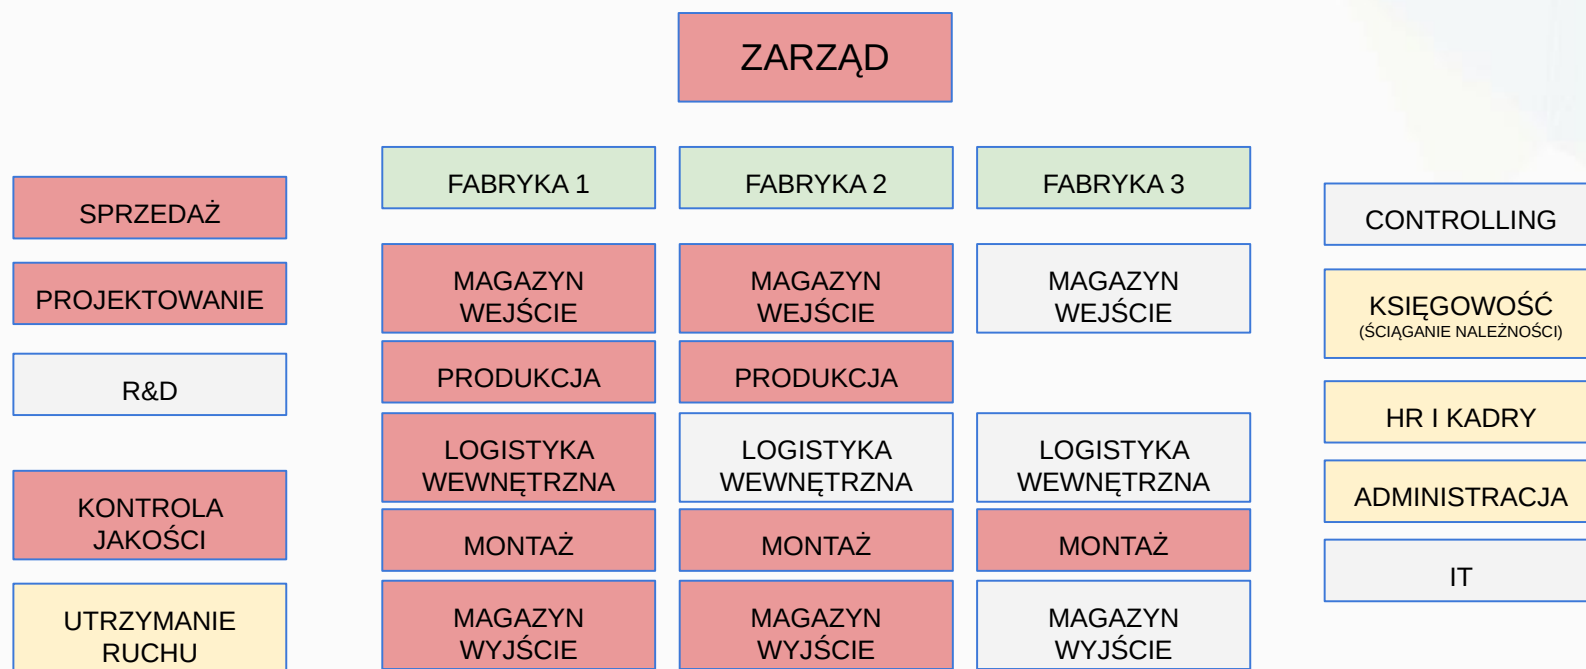 ZARZĄD
SPRZEDAŻ
PROJEKTOWANIE
R&D
KONTROLA
JAKOŚCI
UTRZYMANIE
RUCHU
FABRYKA 1
MAGAZYN
WEJŚCIE
PRODUKCJA
LOGISTYKA
WEWNĘTRZNA
MONTAŻ
MAGAZYN
WYJŚCIE
FABRYKA 2
MAGAZYN
WEJŚCIE
PRODUKCJA
LOGISTYKA
WEWNĘTRZNA
MONTAŻ
MAGAZYN
WYJŚCIE
FABRYKA 3
MAGAZYN
WEJŚCIE
LOGISTYKA
WEWNĘTRZNA
MONTAŻ
MAGAZYN
WYJŚCIE
CONTROLLING
KSIĘGOWOŚĆ
(ŚCIĄGANIE NALEŻNOŚCI)
HR I KADRY
ADMINISTRACJA
IT